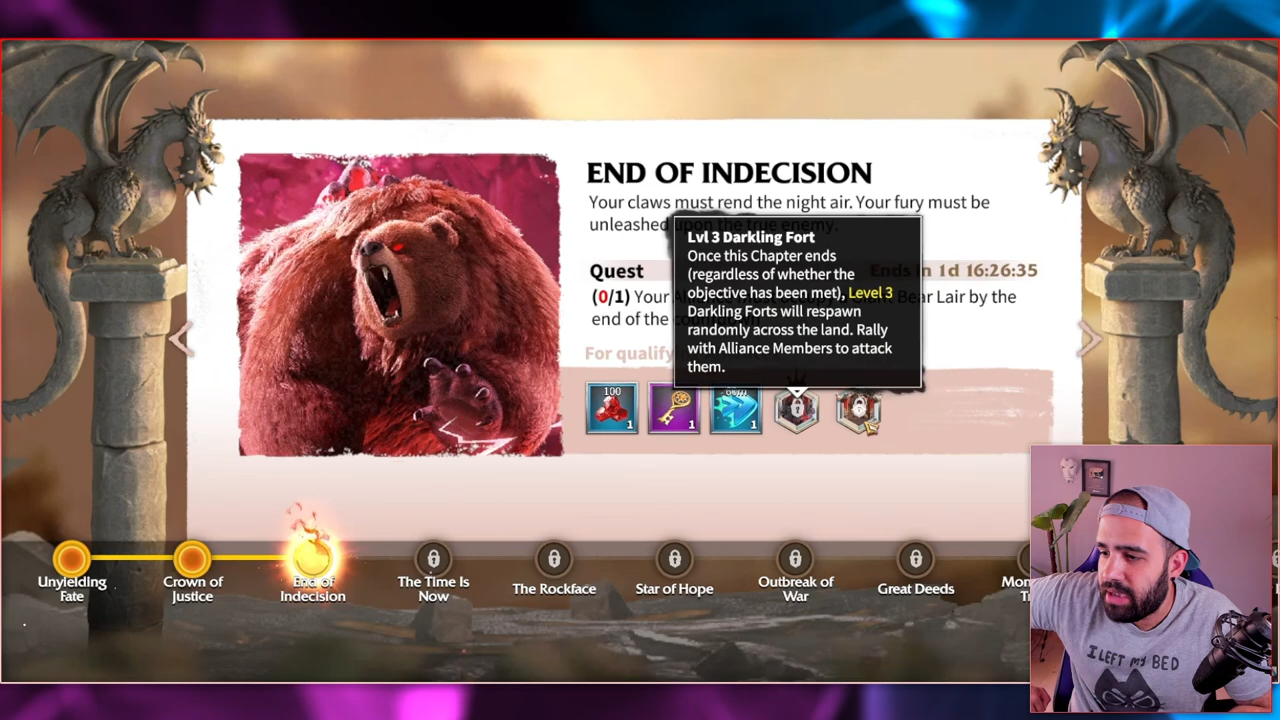 END OF INDECISION
Your claws must rend the night air. Your fury must be
unleashed upon the true enemy.
Lvl 3 Darkling Fort
Once this Chapter ends
(regardless of whether the
objective has been met), Level 3
Darkling Forts will respawn
randomly across the land. Rally
with Alliance Members to attack
them.
Quest
Ends in 1d 16:26:35
(0/1) Your Bear Lair by the
end of the
For qualify
100
1
1
1
Unyielding
Fate
Crown of
Justice
End of
Indecision
The Time Is
Now
The Rockface
Star of Hope
Outbreak of
War
Great Deeds
I LEFT MY BED